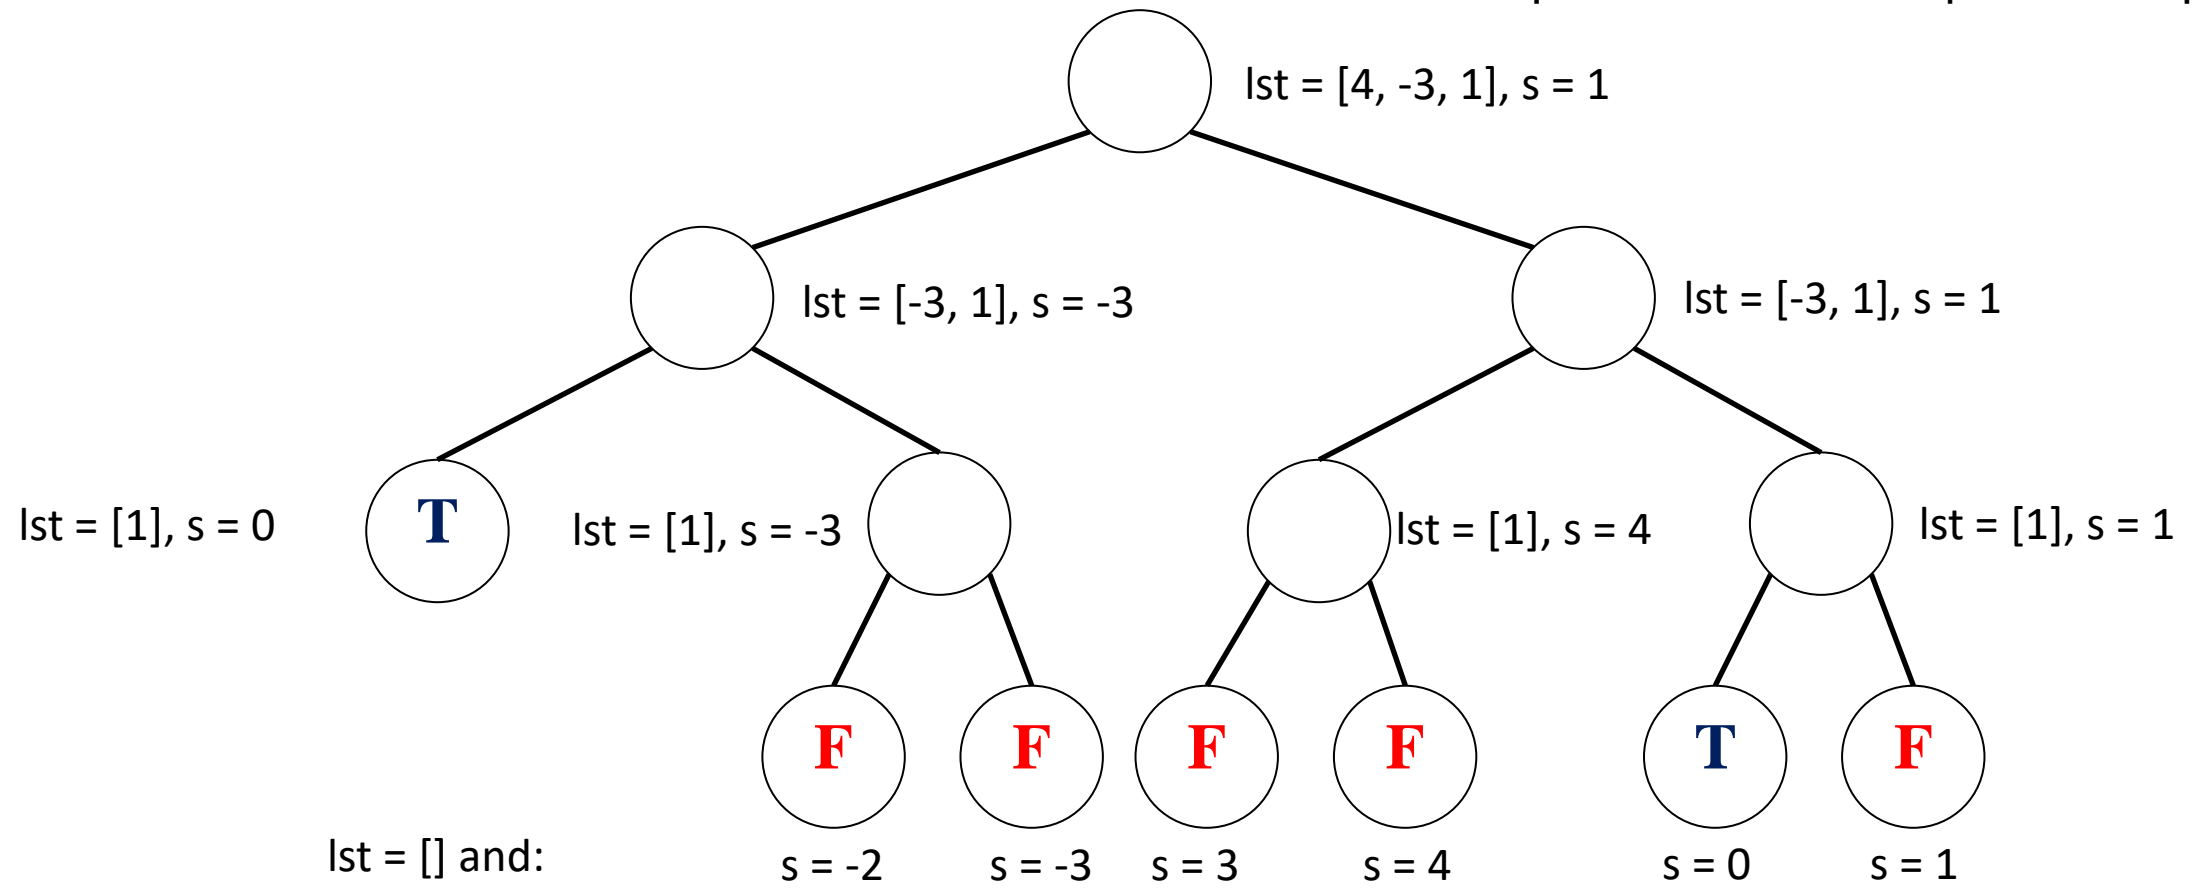 lst = [4, -3, 1], s = 1
lst = [-3, 1], s = -3
lst = [-3, 1], s = 1
lst = [1], s = 0
T
lst = [1], s = -3
lst = [1], s = 4
lst = [1], s = 1
F F F F T F
lst = [] and:
s = -2 s = -3 s = 3 s = 4 s = 0 s = 1